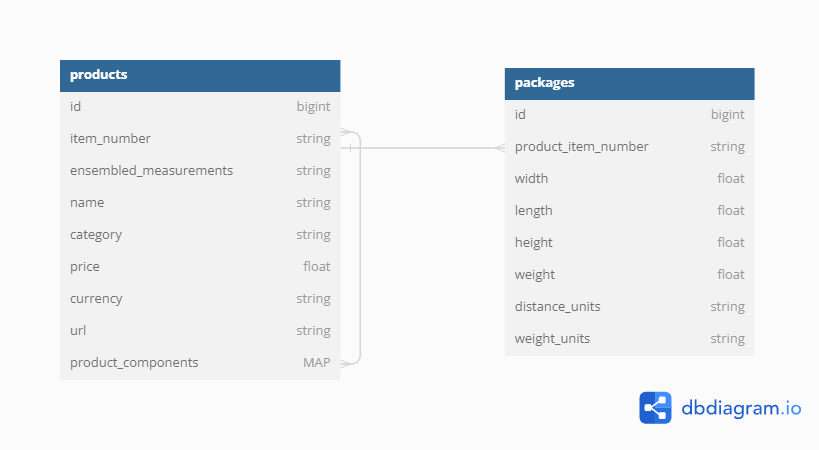 products
id bigint
item_number string
ensembled_measurements string
name string
category string
price float
currency string
url string
product_components MAP
packages
id bigint
product_item_number string
width float
length float
height float
weight float
distance_units string
weight_units string
dbdiagram.io